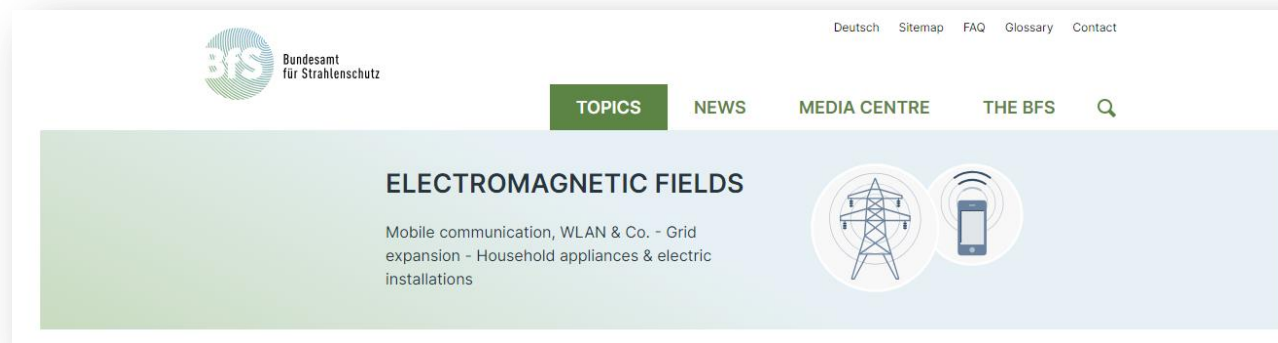 Deutsch Sitemap FAQ Glossary Contact
BfS
Bundesamt
für Strahlenschutz
TOPICS NEWS MEDIA CENTRE THE BFS
ELECTROMAGNETIC FIELDS
Mobile communication, WLAN & Co. - Grid
expansion - Household appliances & electric
installations